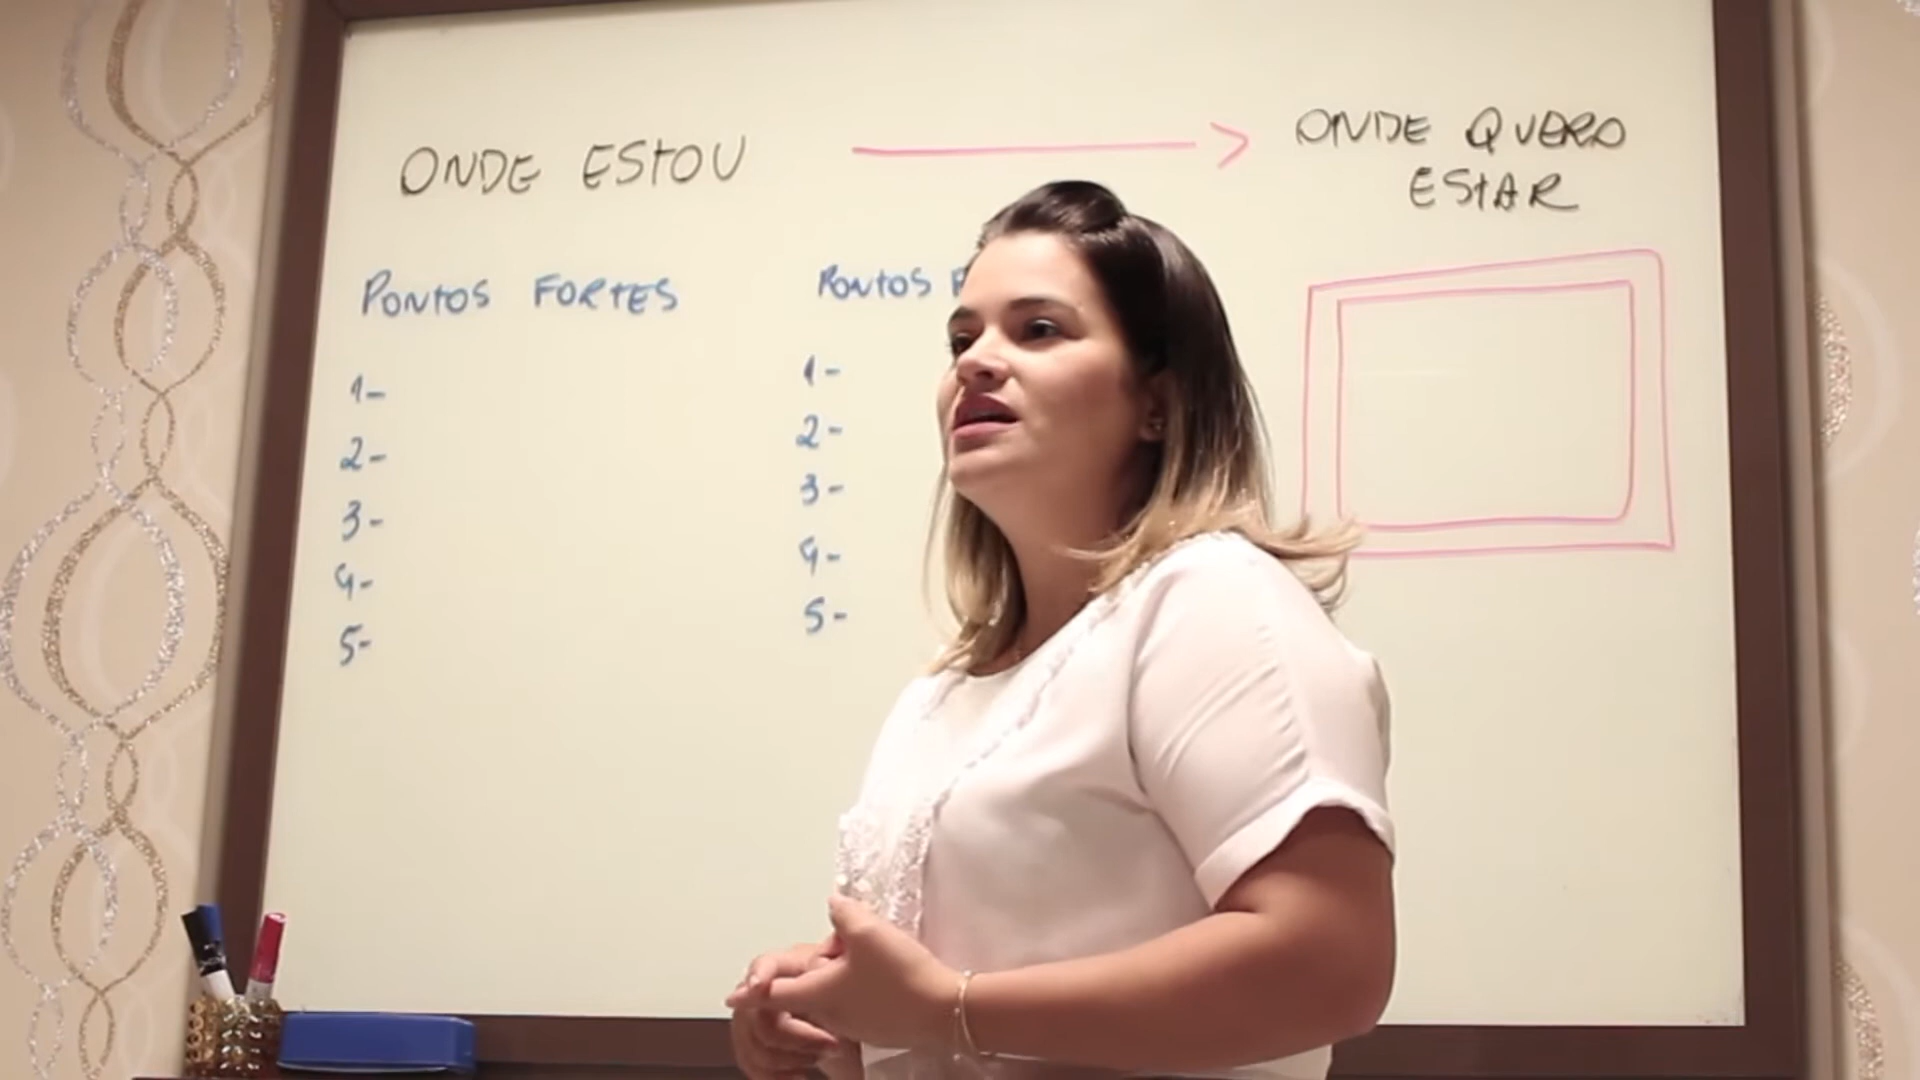 ONDE ESTOU
ONDE QUERO
ESTAR
PONTOS FORTES
1-
2-
3-
4-
5-
PONTOS F
1-
2-
3-
4-
5-